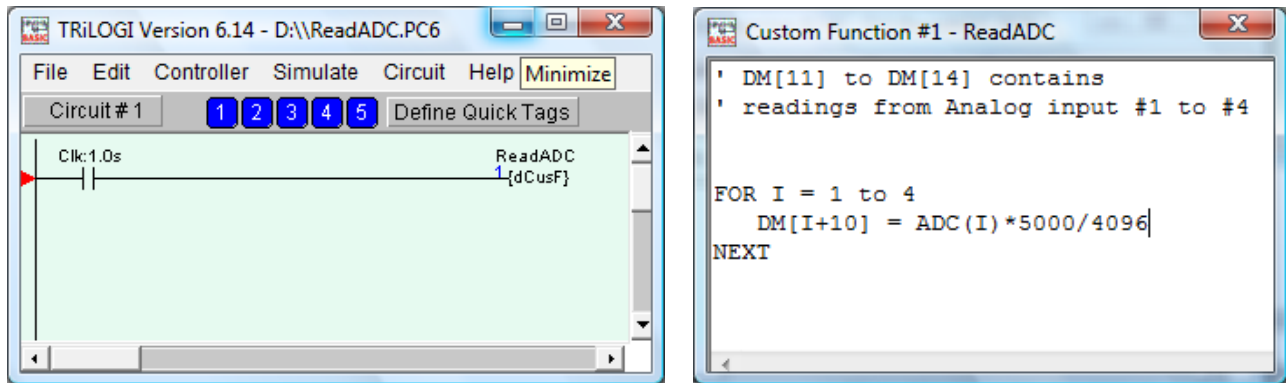 TRiLOGI Version 6.14 - D:\\ReadADC.PC6
File Edit Controller Simulate Circuit Help Minimize
Circuit # 1 1 2 3 4 5 Define Quick Tags
Clk:1.0s ReadADC
1 {dCusF}
Custom Function #1 - ReadADC
' DM[11] to DM[14] contains
' readings from Analog input #1 to #4
FOR I = 1 to 4
DM[I+10] = ADC(I)*5000/4096
NEXT